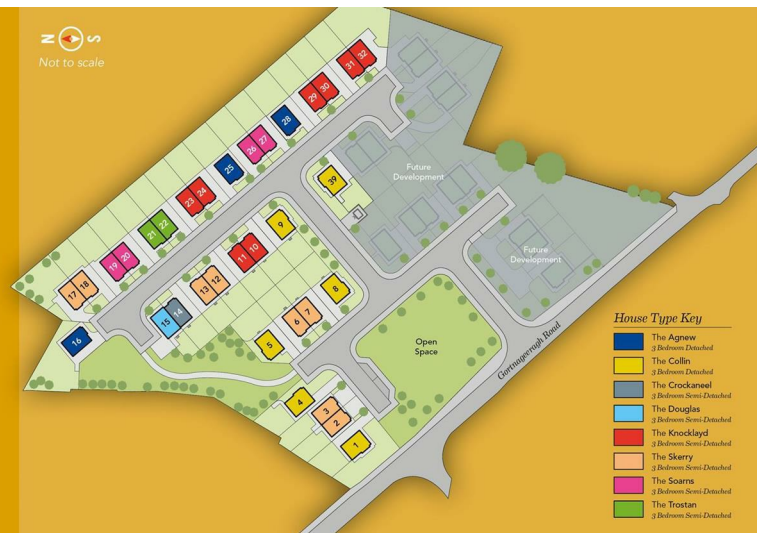 N S
Not to scale
31 32
29 30
28
26 27
25
23 24
21 22
19 20
17 18
16
39
9
11 10
13 12
15 14
8
6 7
5
4
3
2
1
Future
Development
Future
Development
Open
Space
Gortnageeragh Road
House Type Key
The Agnew
3 Bedroom Detached
The Collin
3 Bedroom Detached
The Crockaneel
3 Bedroom Semi-Detached
The Douglas
3 Bedroom Semi-Detached
The Knocklayd
3 Bedroom Semi-Detached
The Skerry
3 Bedroom Semi-Detached
The Soarns
3 Bedroom Semi-Detached
The Trostan
3 Bedroom Semi-Detached